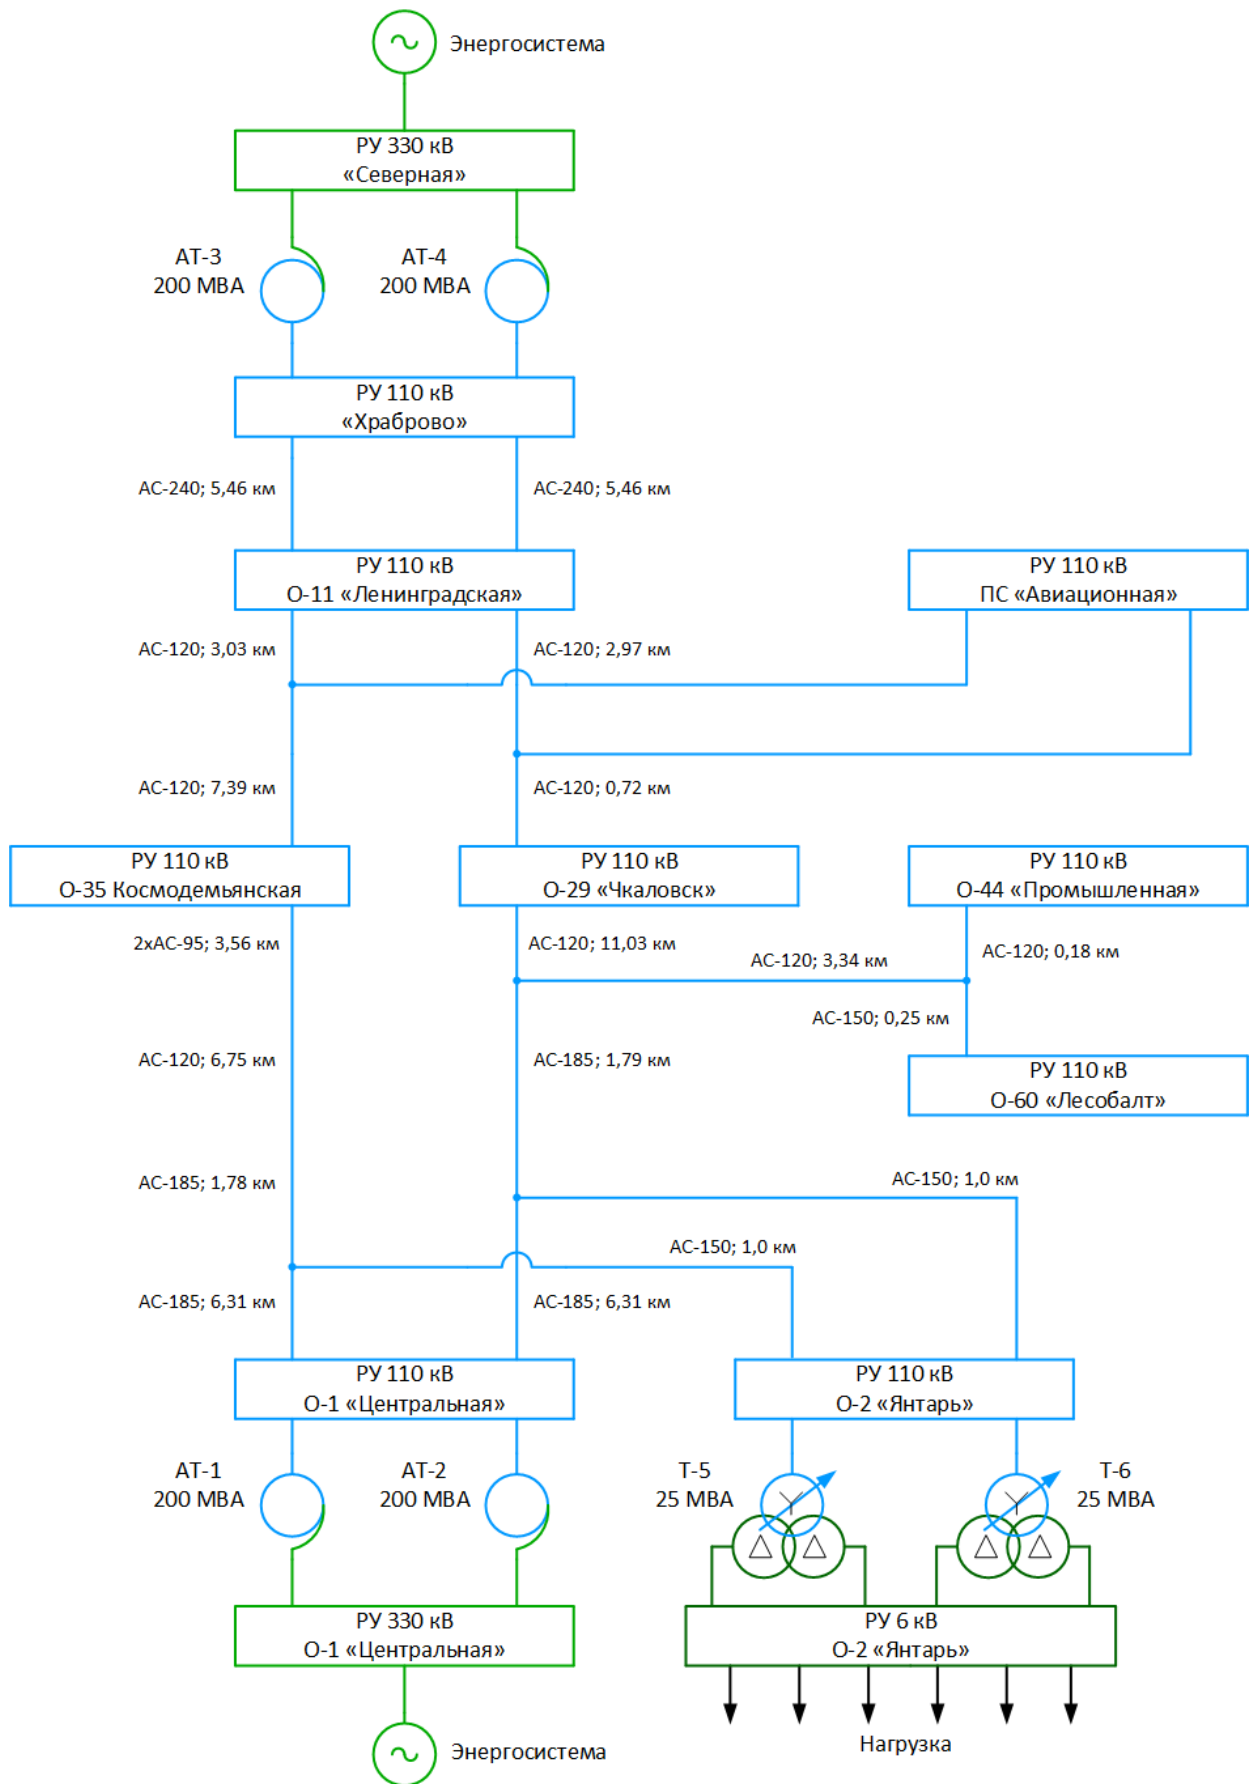 Энергосистема
РУ 330 кВ
«Северная»
АТ-3
200 МВА
АТ-4
200 МВА
РУ 110 кВ
«Храброво»
АС-240; 5,46 км
АС-240; 5,46 км
РУ 110 кВ
О-11 «Ленинградская»
РУ 110 кВ
ПС «Авиационная»
АС-120; 3,03 км
АС-120; 2,97 км
АС-120; 7,39 км
АС-120; 0,72 км
РУ 110 кВ
О-35 Космодемьянская
РУ 110 кВ
О-29 «Чкаловск»
РУ 110 кВ
О-44 «Промышленная»
2хАС-95; 3,56 км
АС-120; 11,03 км
АС-120; 3,34 км
АС-120; 0,18 км
АС-150; 0,25 км
АС-120; 6,75 км
АС-185; 1,79 км
РУ 110 кВ
О-60 «Лесобалт»
АС-185; 1,78 км
АС-150; 1,0 км
АС-150; 1,0 км
АС-185; 6,31 км
АС-185; 6,31 км
РУ 110 кВ
О-1 «Центральная»
РУ 110 кВ
О-2 «Янтарь»
АТ-1
200 МВА
АТ-2
200 МВА
Т-5
25 МВА
Т-6
25 МВА
РУ 330 кВ
О-1 «Центральная»
РУ 6 кВ
О-2 «Янтарь»
Нагрузка
Энергосистема